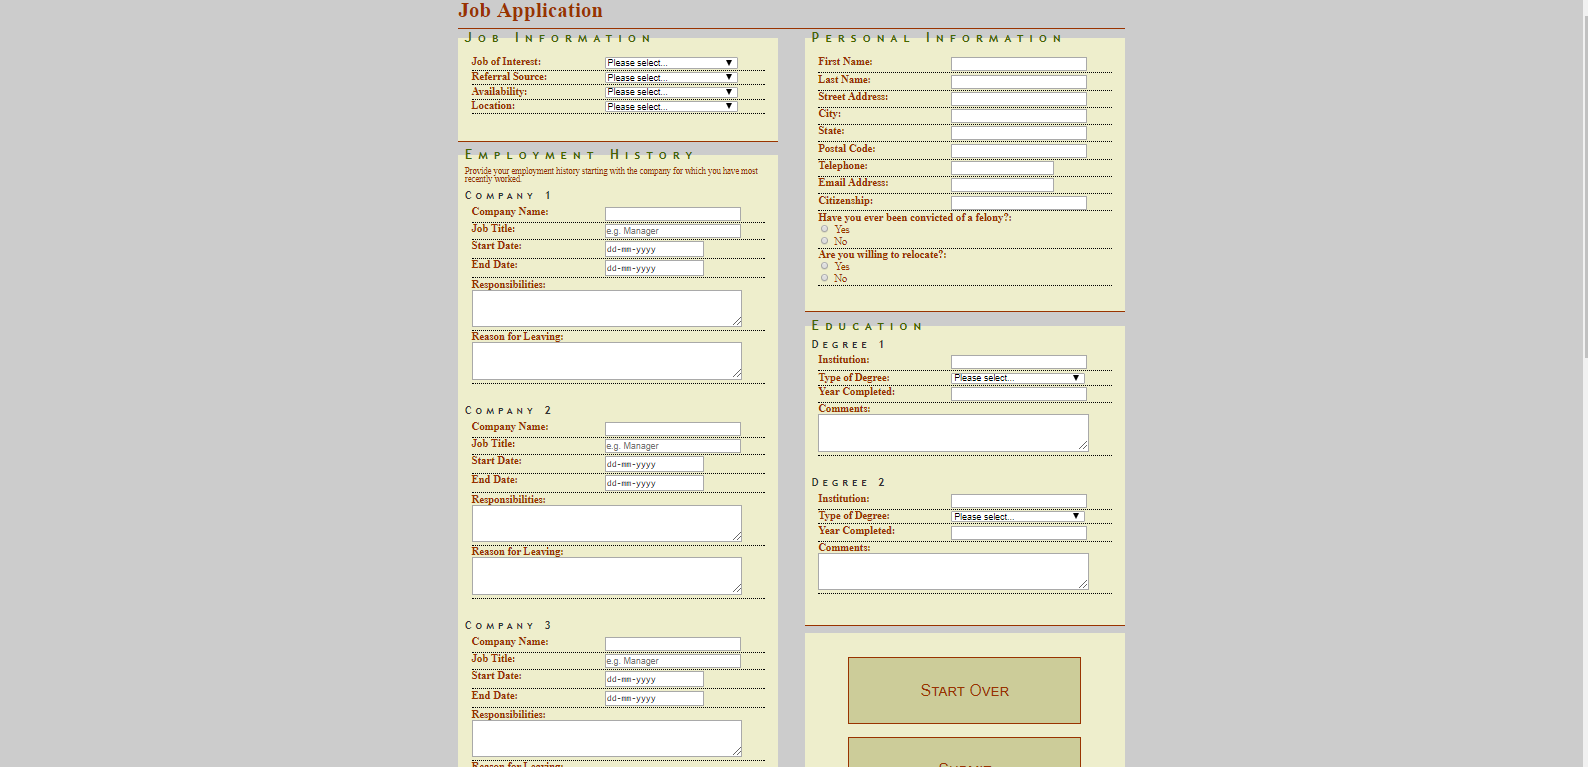 Job Application
Job Information
Job of Interest: Please select...
Referral Source: Please select...
Availability: Please select...
Location: Please select...
Employment History
Provide your employment history starting with the company for which you have most
recently worked.
Company 1
Company Name:
Job Title: e.g. Manager
Start Date: dd-mm-yyyy
End Date: dd-mm-yyyy
Responsibilities:
Reason for Leaving:
Company 2
Company Name:
Job Title: e.g. Manager
Start Date: dd-mm-yyyy
End Date: dd-mm-yyyy
Responsibilities:
Reason for Leaving:
Company 3
Company Name:
Job Title: e.g. Manager
Start Date: dd-mm-yyyy
End Date: dd-mm-yyyy
Responsibilities:
Reason for Leaving:
Personal Information
First Name:
Last Name:
Street Address:
City:
State:
Postal Code:
Telephone:
Email Address:
Citizenship:
Have you ever been convicted of a felony?:
Yes
No
Are you willing to relocate?:
Yes
No
Education
Degree 1
Institution:
Type of Degree: Please select...
Year Completed:
Comments:
Degree 2
Institution:
Type of Degree: Please select...
Year Completed:
Comments:
Start Over
Submit